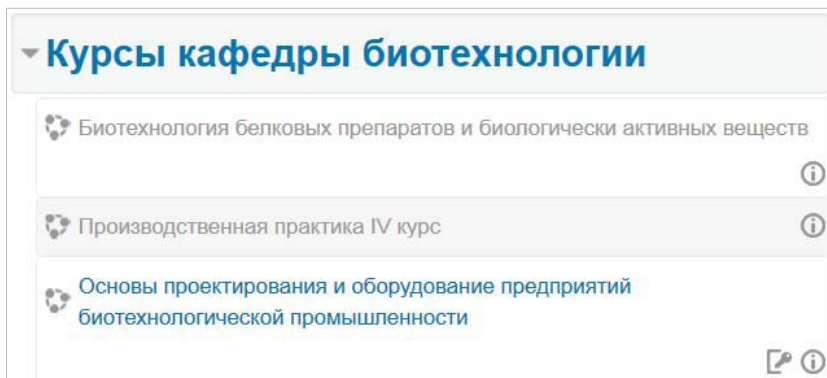 Курсы кафедры биотехнологии
Биотехнология белковых препаратов и биологически активных веществ
Производственная практика IV курс
Основы проектирования и оборудование предприятий
биотехнологической промышленности